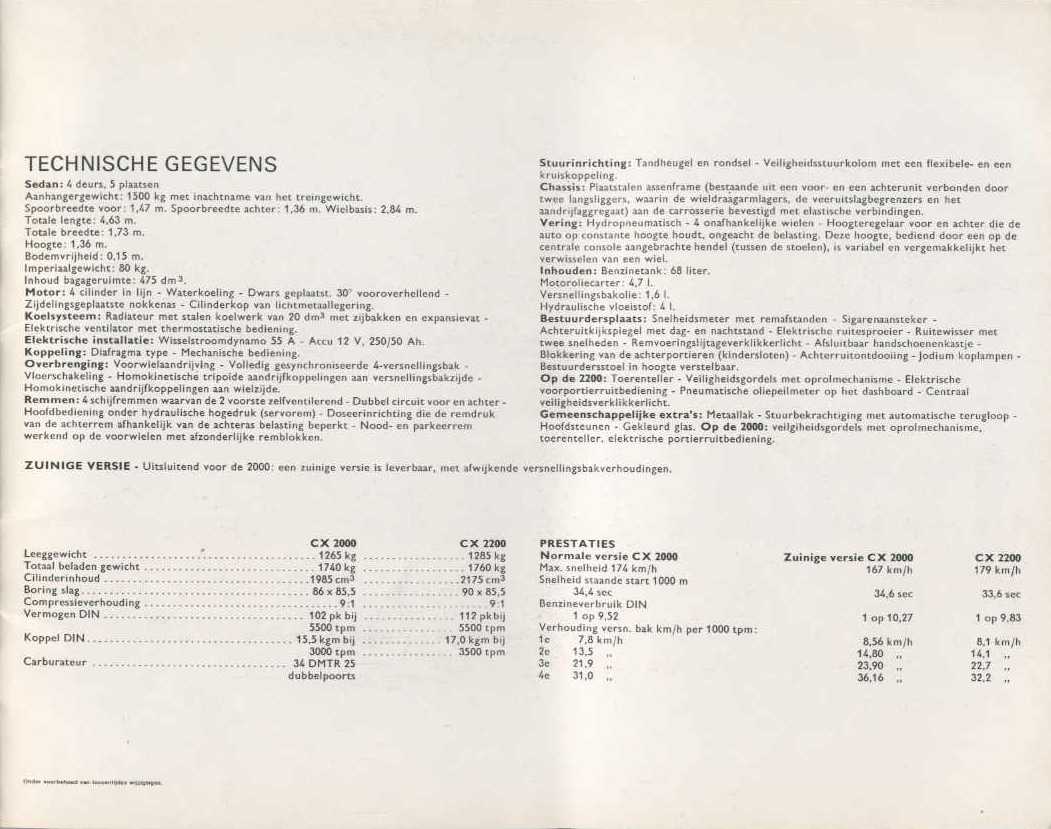 TECHNISCHE GEGEVENS
Sedan: 4 deurs, 5 plaatsen
Aanhangergewicht: 1500 kg met inachtname van het treingewicht.
Spoorbreedte voor: 1,47 m. Spoorbreedte achter: 1,36 m. Wielbasis: 2,84 m.
Totale lengte: 4,63 m.
Totale breedte: 1,73 m.
Hoogte: 1,36 m.
Bodemvrijheid: 0,15 m.
Imperiaalgewicht: 80 kg.
Inhoud bagageruimte: 475 dm³.
Motor: 4 cilinder in lijn - Waterkoeling - Dwars geplaatst. 30° vooroverhellend -
Zijdelingsgeplaatste nokkenas - Cilinderkop van lichtmetaallegering.
Koelsysteem: Radiateur met stalen koelwerk van 20 dm³ met zijbakken en expansievat -
Elektrische ventilator met thermostatische bediening.
Elektrische installatie: Wisselstroomdynamo 55 A - Accu 12 V, 250/50 Ah.
Koppeling: Diafragma type - Mechanische bediening.
Overbrenging: Voorwielaandrijving - Volledig gesynchroniseerde 4-versnellingsbak -
Vloerschakeling - Homokinetische tripoïde aandrijfkoppelingen aan versnellingsbakzijde -
Homokinetische aandrijfkoppelingen aan wielzijde.
Remmen: 4 schijfremmen waarvan de 2 voorste zelfventilerend - Dubbel circuit voor en achter -
Hoofdbediening onder hydraulische hogedruk (servorem) - Doseerinrichting die de remdruk
van de achterrem afhankelijk van de achteras belasting beperkt - Nood- en parkeerrem
werkend op de voorwielen met afzonderlijke remblokken.
Stuurinrichting: Tandheugel en rondsel - Veiligheidsstuurkolom met een flexibele- en een
kruiskoppeling.
Chassis: Plaatstalen assenframe (bestaande uit een voor- en een achterunit verbonden door
twee langsliggers, waarin de wieldraagarmlagers, de veeruitslagbegrenzers en het
aandrijfaggregaat) aan de carrosserie bevestigd met elastische verbindingen.
Vering: Hydropneumatisch - 4 onafhankelijke wielen - Hoogteregelaar voor en achter die de
auto op constante hoogte houdt, ongeacht de belasting. Deze hoogte, bediend door een op de
centrale console aangebrachte hendel (tussen de stoelen), is variabel en vergemakkelijkt het
verwisselen van een wiel.
Inhouden: Benzinetank: 68 liter.
Motoroliecarter: 4,7 l.
Versnellingsbakolie: 1,6 l.
Hydraulische vloeistof: 4 l.
Bestuurdersplaats: Snelheidsmeter met remafstanden - Sigarenaansteker -
Achteruitkijkspiegel met dag- en nachtstand - Elektrische ruitesproeier - Ruitewisser met
twee snelheden - Remvoeringslijtageverklikkerlicht - Afsluitbaar handschoenenkastje -
Blokkering van de achterportieren (kindersloten) - Achterruitontdooiing - Jodium koplampen -
Bestuurdersstoel in hoogte verstelbaar.
Op de 2200: Toerenteller - Veiligheidsgordels met oprolmechanisme - Elektrische
voorportierruitbediening - Pneumatische oliepeilmeter op het dashboard - Centraal
veiligheidsverklikkerlicht.
Gemeenschappelijke extra's: Metaallak - Stuurbekrachtiging met automatische terugloop -
Hoofdsteunen - Gekleurd glas. Op de 2000: veilgiheidsgordels met oprolmechanisme,
toerenteller, elektrische portierruitbediening.
ZUINIGE VERSIE - Uitsluitend voor de 2000: een zuinige versie is leverbaar, met afwijkende versnellingsbakverhoudingen.
CX 2000 CX 2200
Leeggewicht 1265 kg 1285 kg
Totaal beladen gewicht 1740 kg 1760 kg
Cilinderinhoud 1985 cm³ 2175 cm³
Boring slag 86 x 85,5 90 x 85,5
Compressieverhouding 9:1 9:1
Vermogen DIN 102 pk bij 112 pk bij
5500 tpm 5500 tpm
Koppel DIN 15,5 kgm bij 17,0 kgm bij
3000 tpm 3500 tpm
Carburateur 34 DMTR 25
dubbelpoorts
PRESTATIES
Normale versie CX 2000 Zuinige versie CX 2000 CX 2200
Max. snelheid 174 km/h 167 km/h 179 km/h
Snelheid staande start 1000 m
34,4 sec 34,6 sec 33,6 sec
Benzineverbruik DIN
1 op 9,52 1 op 10,27 1 op 9,83
Verhouding versn. bak km/h per 1000 tpm:
1e 7,8 km/h 8,56 km/h 8,1 km/h
2e 13,5 ,, 14,80 ,, 14,1 ,,
3e 21,9 ,, 23,90 ,, 22,7 ,,
4e 31,0 ,, 36,16 ,, 32,2 ,,
Onder voorbehoud van tussentijdse wijzigingen.